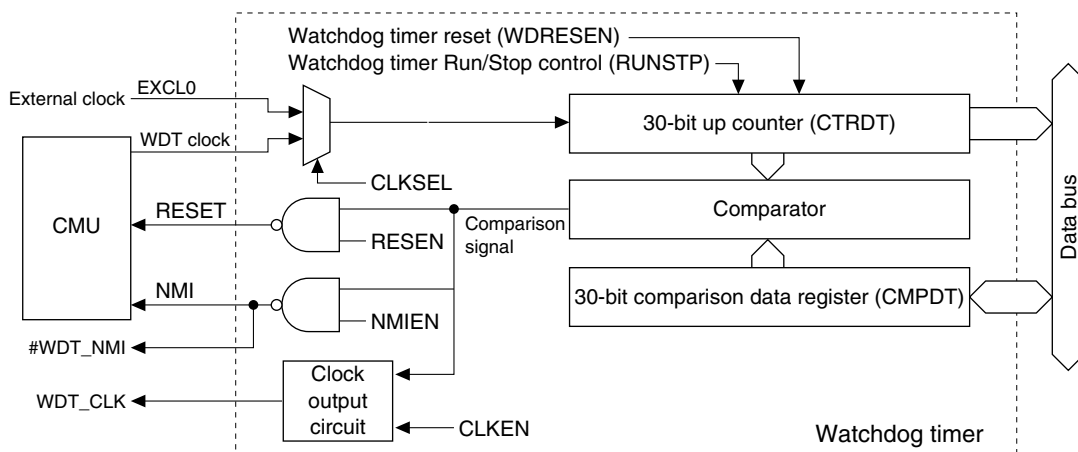 Watchdog timer reset (WDRESEN)
Watchdog timer Run/Stop control (RUNSTP)
External clock
EXCL0
WDT clock
CLKSEL
30-bit up counter (CTRDT)
Comparator
30-bit comparison data register (CMPDT)
Data bus
CMU
RESET
RESEN
Comparison
signal
NMI
NMIEN
#WDT_NMI
WDT_CLK
Clock
output
circuit
CLKEN
Watchdog timer